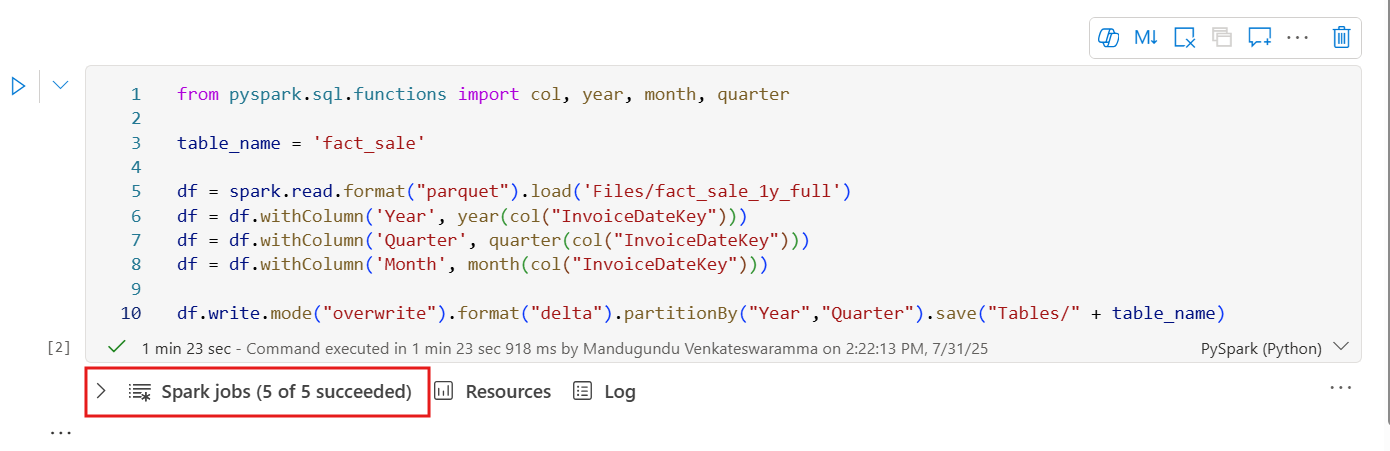 M↓
1 from pyspark.sql.functions import col, year, month, quarter
2
3 table_name = 'fact_sale'
4
5 df = spark.read.format("parquet").load('Files/fact_sale_1y_full')
6 df = df.withColumn('Year', year(col("InvoiceDateKey")))
7 df = df.withColumn('Quarter', quarter(col("InvoiceDateKey")))
8 df = df.withColumn('Month', month(col("InvoiceDateKey")))
9
10 df.write.mode("overwrite").format("delta").partitionBy("Year","Quarter").save("Tables/" + table_name)
[2] 1 min 23 sec - Command executed in 1 min 23 sec 918 ms by Mandugundu Venkateswaramma on 2:22:13 PM, 7/31/25 PySpark (Python)
Spark jobs (5 of 5 succeeded) Resources Log